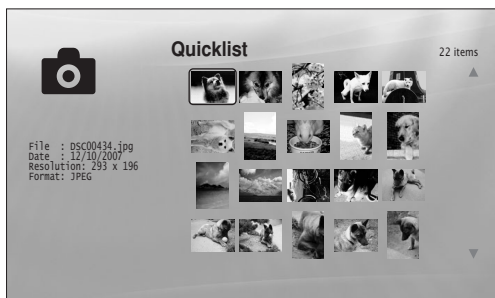 Quicklist
22 items
File : DSC00434.jpg
Date : 12/10/2007
Resolution: 293 x 196
Format: JPEG